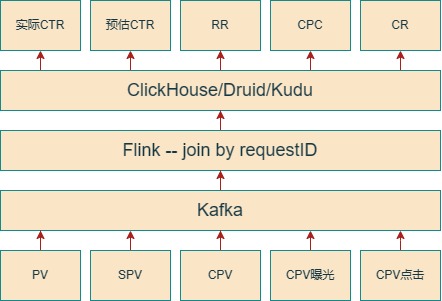 实际CTR 预估CTR RR CPC CR
ClickHouse/Druid/Kudu
Flink -- join by requestID
Kafka
PV SPV CPV CPV曝光 CPV点击